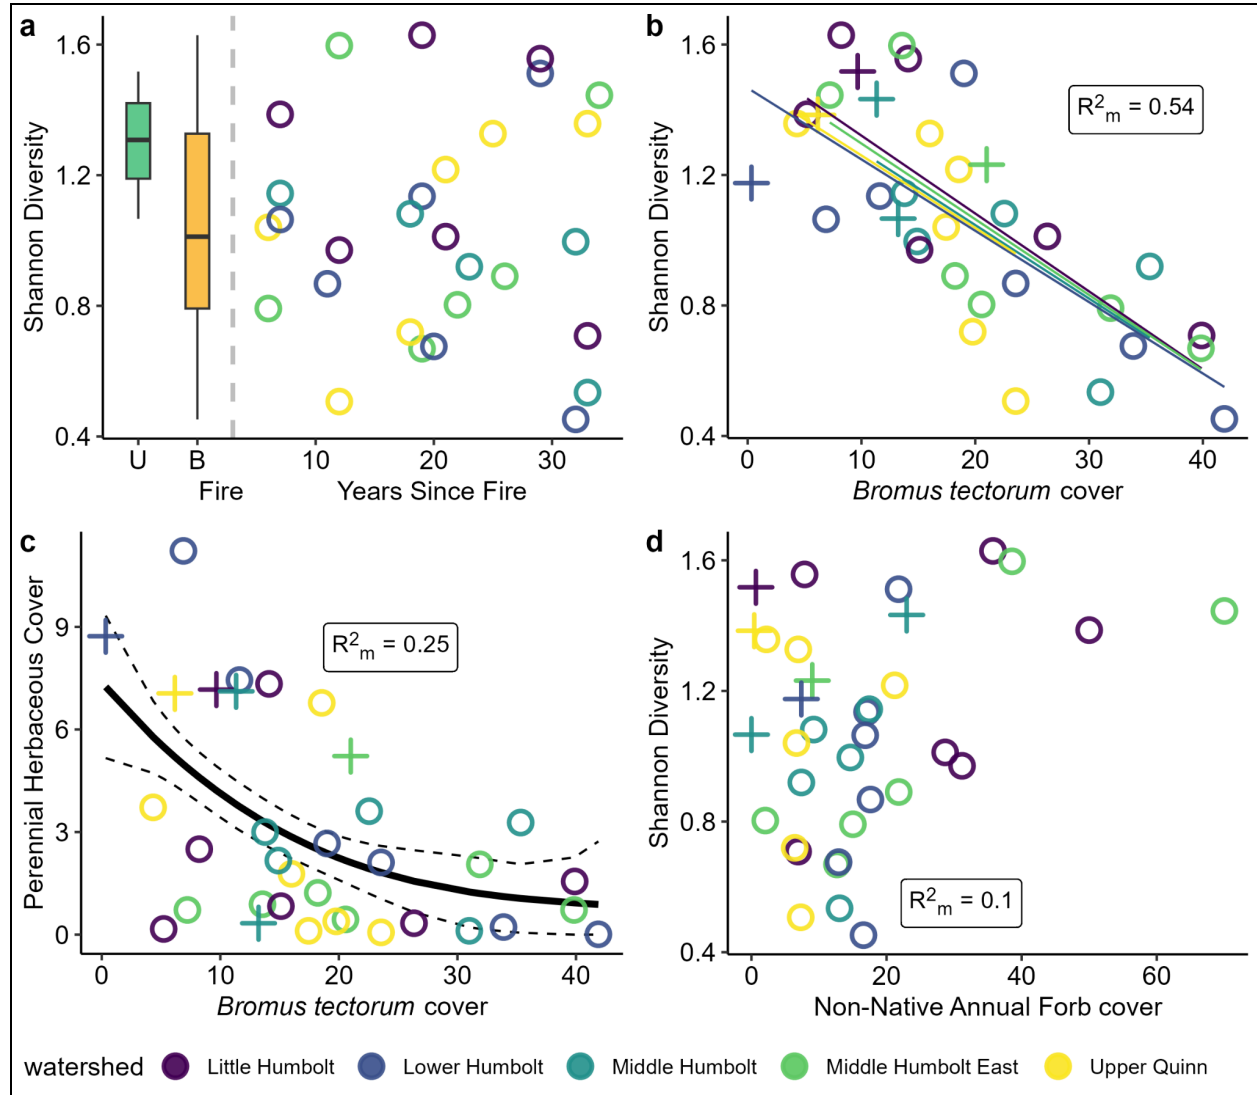 a
Shannon Diversity
1.6
1.2
0.8
0.4
U B 10 20 30
Fire Years Since Fire
b
Shannon Diversity
1.6
1.2
0.8
0.4
R²m = 0.54
0 10 20 30 40
Bromus tectorum cover
c
Perennial Herbaceous Cover
9
6
3
0
R²m = 0.25
0 10 20 30 40
Bromus tectorum cover
d
Shannon Diversity
1.6
1.2
0.8
0.4
R²m = 0.1
0 20 40 60
Non-Native Annual Forb cover
watershed Little Humbolt Lower Humbolt Middle Humbolt Middle Humbolt East Upper Quinn